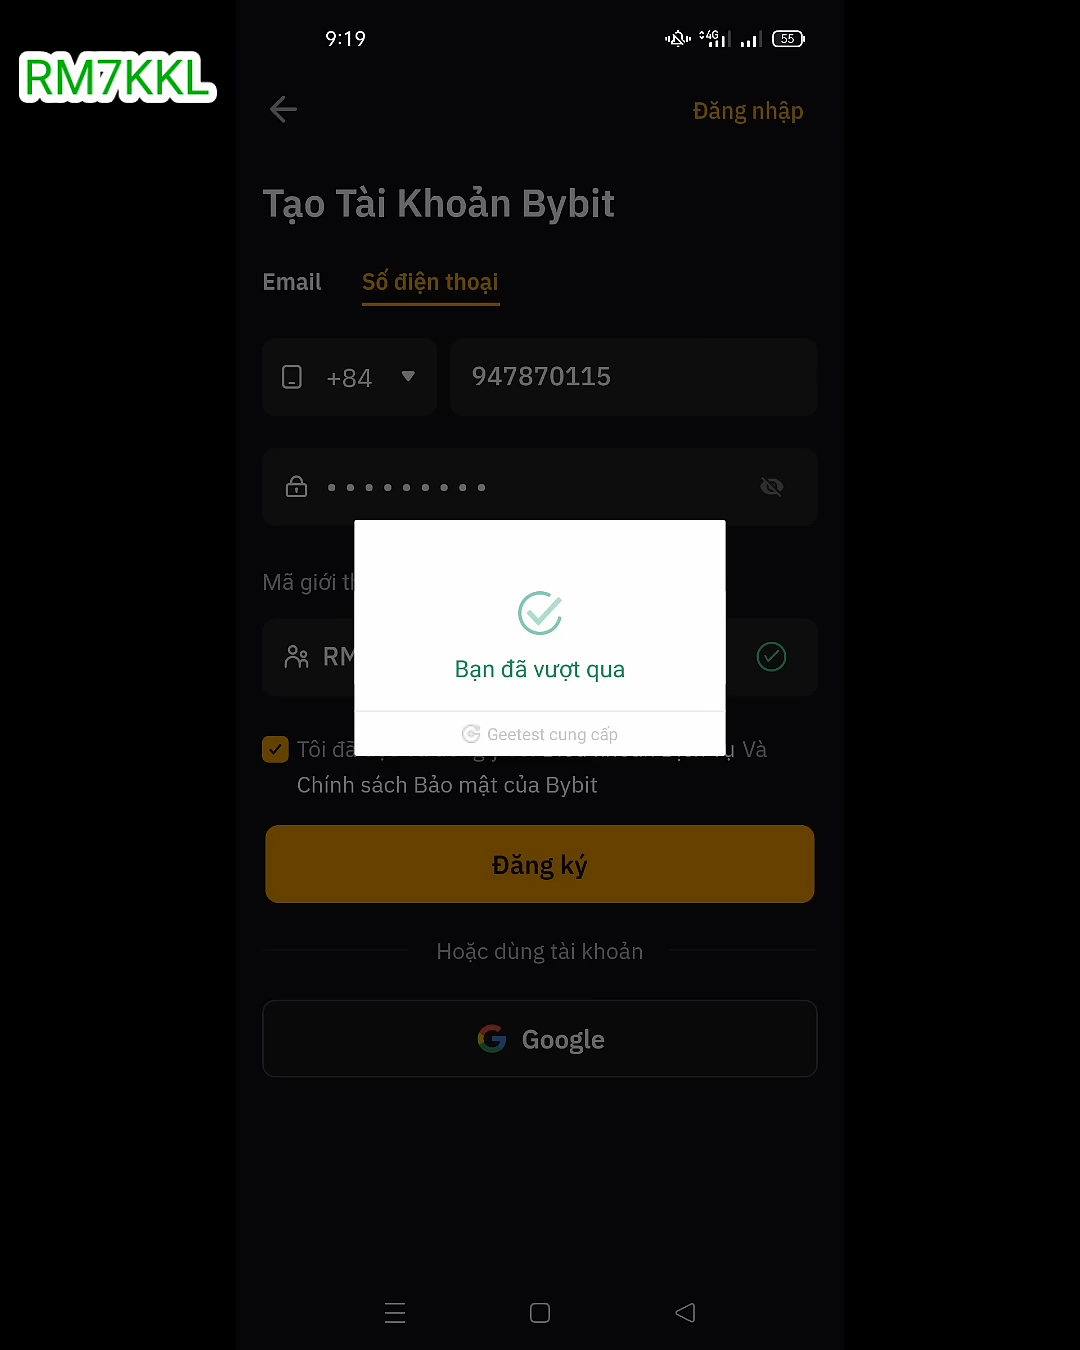 RM7KKL
9:19
4G
55
Đăng nhập
Tạo Tài Khoản Bybit
Email Số điện thoại
+84 947870115
Mã giới
RM
Bạn đã vượt qua
Geetest cung cấp
Tôi Và
Chính sách Bảo mật của Bybit
Đăng ký
Hoặc dùng tài khoản
Google